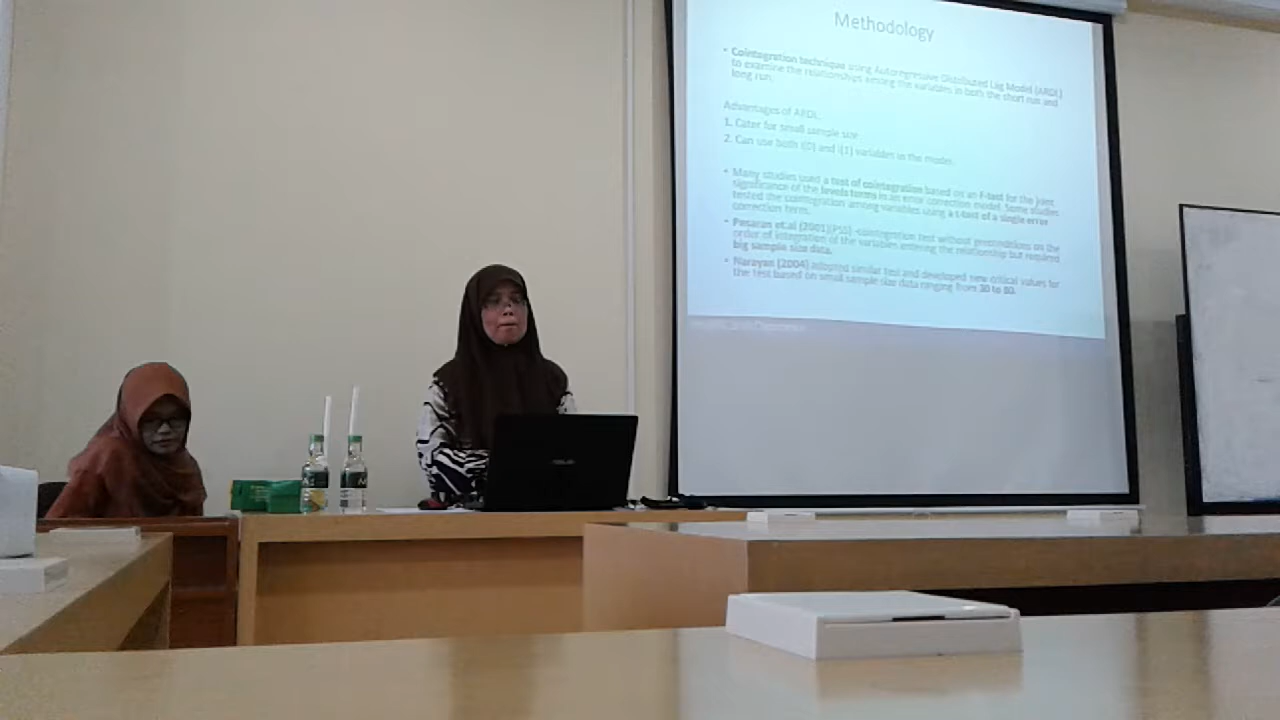 Methodology
• Cointegration technique using Autoregressive Distributed Lag Model (ARDL)
to examine the relationships among the variables in both the short run and
long run.
Advantages of ARDL.
1. Cater for small sample size
2. Can use both I(0) and I(1) variables in the model.
• Many studies used a test of cointegration based on an F-test for the joint
significance of the levels terms in an error correction model. Some studies
tested the cointegration among variables using a t-test of a single error
correction term.
• Pesaran et.al (2001)(PSS) -cointegration test without preconditions on the
order of integration of the variables entering the relationship but required
big sample size data.
• Narayan (2004) adopted similar test and developed new critical values for
the test based on small sample size data ranging from 30 to 80.
ASUS